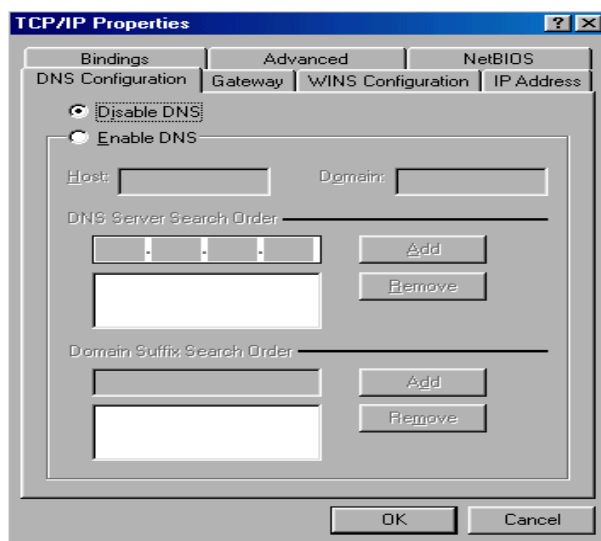 TCP/IP Properties
Bindings Advanced NetBIOS
DNS Configuration Gateway WINS Configuration IP Address
Disable DNS
Enable DNS
Host: Domain:
DNS Server Search Order
. . . Add
Remove
Domain Suffix Search Order
Add
Remove
OK Cancel